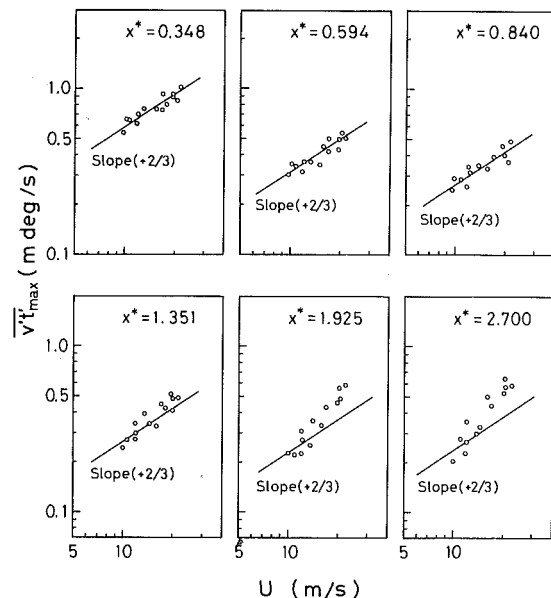 x*=0.348 x*=0.594 x*=0.840
1.0
0.5
0.1
Slope(+2/3) Slope(+2/3) Slope(+2/3)
v't'max (m deg/s)
x*=1.351 x*=1.925 x*=2.700
1.0
0.5
0.1
Slope(+2/3) Slope(+2/3) Slope(+2/3)
5 10 5 10 5 10
U (m/s)